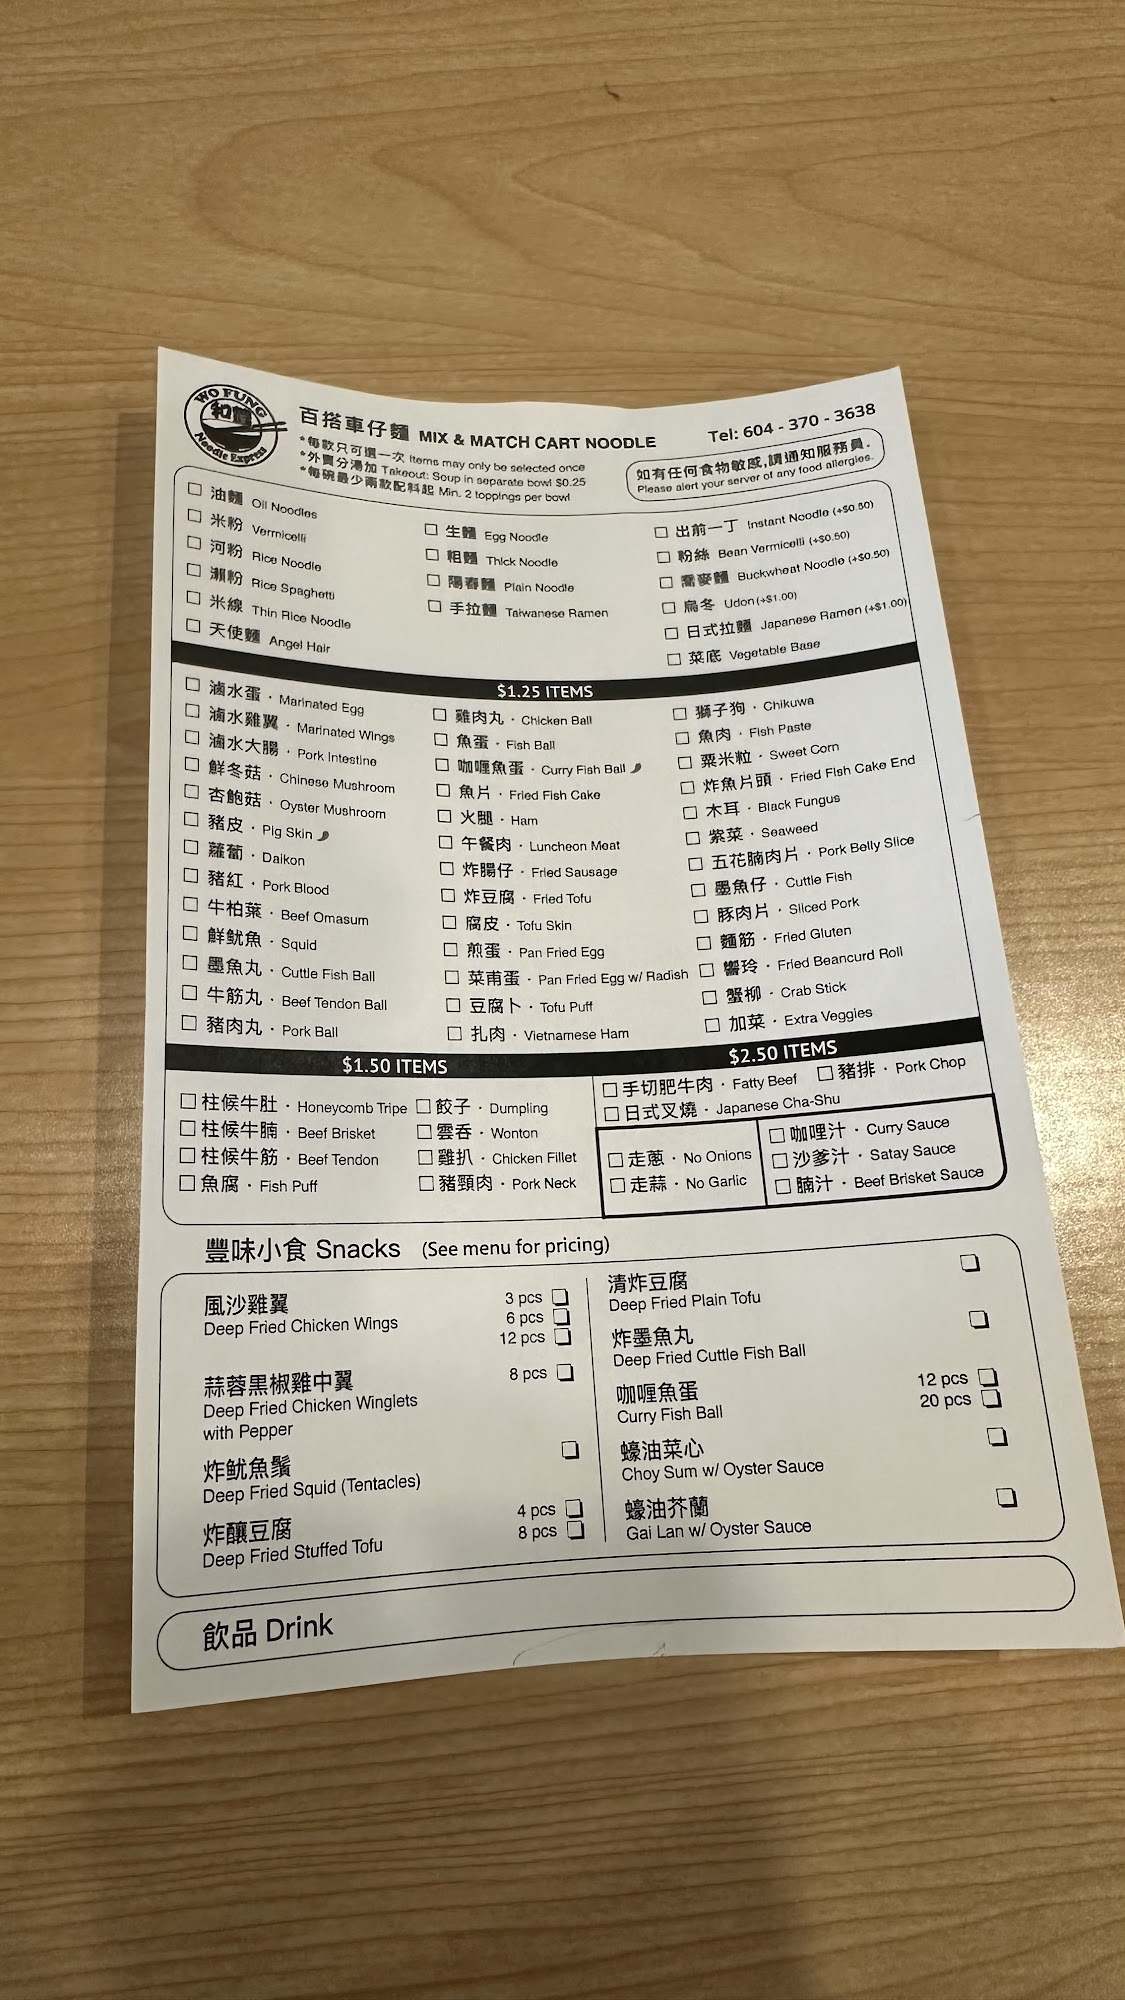 WO FUNG
和豐
Noodle Express
百搭車仔麵 MIX & MATCH CART NOODLE
*每款只可選一次 Items may only be selected once
*外賣分湯加 Takeout: Soup in separate bowl $0.25
*每碗最少兩款配料起 Min. 2 toppings per bowl
Tel: 604 - 370 - 3638
如有任何食物敏感,請通知服務員.
Please alert your server of any food allergies.
油麵 Oil Noodles
米粉 Vermicelli
河粉 Rice Noodle
瀨粉 Rice Spaghetti
米線 Thin Rice Noodle
天使麵 Angel Hair
生麵 Egg Noodle
粗麵 Thick Noodle
陽春麵 Plain Noodle
手拉麵 Taiwanese Ramen
出前一丁 Instant Noodle (+$0.50)
粉絲 Bean Vermicelli (+$0.50)
蕎麥麵 Buckwheat Noodle (+$0.50)
烏冬 Udon (+$1.00)
日式拉麵 Japanese Ramen (+$1.00)
菜底 Vegetable Base
$1.25 ITEMS
滷水蛋 · Marinated Egg
滷水雞翼 · Marinated Wings
滷水大腸 · Pork Intestine
鮮冬菇 · Chinese Mushroom
杏鮑菇 · Oyster Mushroom
豬皮 · Pig Skin
蘿蔔 · Daikon
豬紅 · Pork Blood
牛柏葉 · Beef Omasum
鮮魷魚 · Squid
墨魚丸 · Cuttle Fish Ball
牛筋丸 · Beef Tendon Ball
豬肉丸 · Pork Ball
雞肉丸 · Chicken Ball
魚蛋 · Fish Ball
咖喱魚蛋 · Curry Fish Ball
魚片 · Fried Fish Cake
火腿 · Ham
午餐肉 · Luncheon Meat
炸腸仔 · Fried Sausage
炸豆腐 · Fried Tofu
腐皮 · Tofu Skin
煎蛋 · Pan Fried Egg
菜甫蛋 · Pan Fried Egg w/ Radish
豆腐卜 · Tofu Puff
扎肉 · Vietnamese Ham
獅子狗 · Chikuwa
魚肉 · Fish Paste
粟米粒 · Sweet Corn
炸魚片頭 · Fried Fish Cake End
木耳 · Black Fungus
紫菜 · Seaweed
五花腩肉片 · Pork Belly Slice
墨魚仔 · Cuttle Fish
豚肉片 · Sliced Pork
麵筋 · Fried Gluten
響玲 · Fried Beancurd Roll
蟹柳 · Crab Stick
加菜 · Extra Veggies
$1.50 ITEMS
柱候牛肚 · Honeycomb Tripe
柱候牛腩 · Beef Brisket
柱候牛筋 · Beef Tendon
魚腐 · Fish Puff
餃子 · Dumpling
雲吞 · Wonton
雞扒 · Chicken Fillet
豬頸肉 · Pork Neck
$2.50 ITEMS
手切肥牛肉 · Fatty Beef
豬排 · Pork Chop
日式叉燒 · Japanese Cha-Shu
走蔥 · No Onions
走蒜 · No Garlic
咖哩汁 · Curry Sauce
沙爹汁 · Satay Sauce
腩汁 · Beef Brisket Sauce
豐味小食 Snacks (See menu for pricing)
風沙雞翼
Deep Fried Chicken Wings
3 pcs
6 pcs
12 pcs
蒜蓉黒椒雞中翼
Deep Fried Chicken Winglets
with Pepper
8 pcs
炸魷魚鬚
Deep Fried Squid (Tentacles)
炸釀豆腐
Deep Fried Stuffed Tofu
4 pcs
8 pcs
清炸豆腐
Deep Fried Plain Tofu
炸墨魚丸
Deep Fried Cuttle Fish Ball
咖喱魚蛋
Curry Fish Ball
12 pcs
20 pcs
蠔油菜心
Choy Sum w/ Oyster Sauce
蠔油芥蘭
Gai Lan w/ Oyster Sauce
飲品 Drink